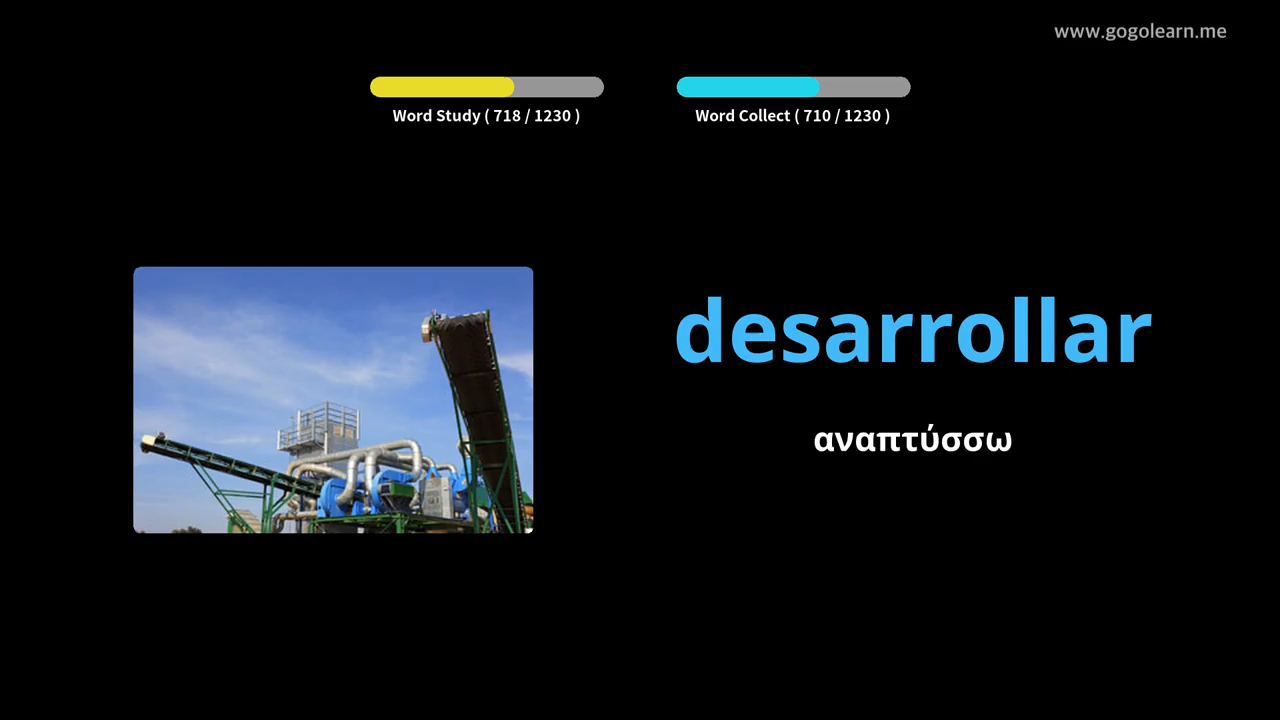 www.gogolearn.me
Word Study ( 718 / 1230 )
Word Collect ( 710 / 1230 )
desarrollar
αναπτύσσω